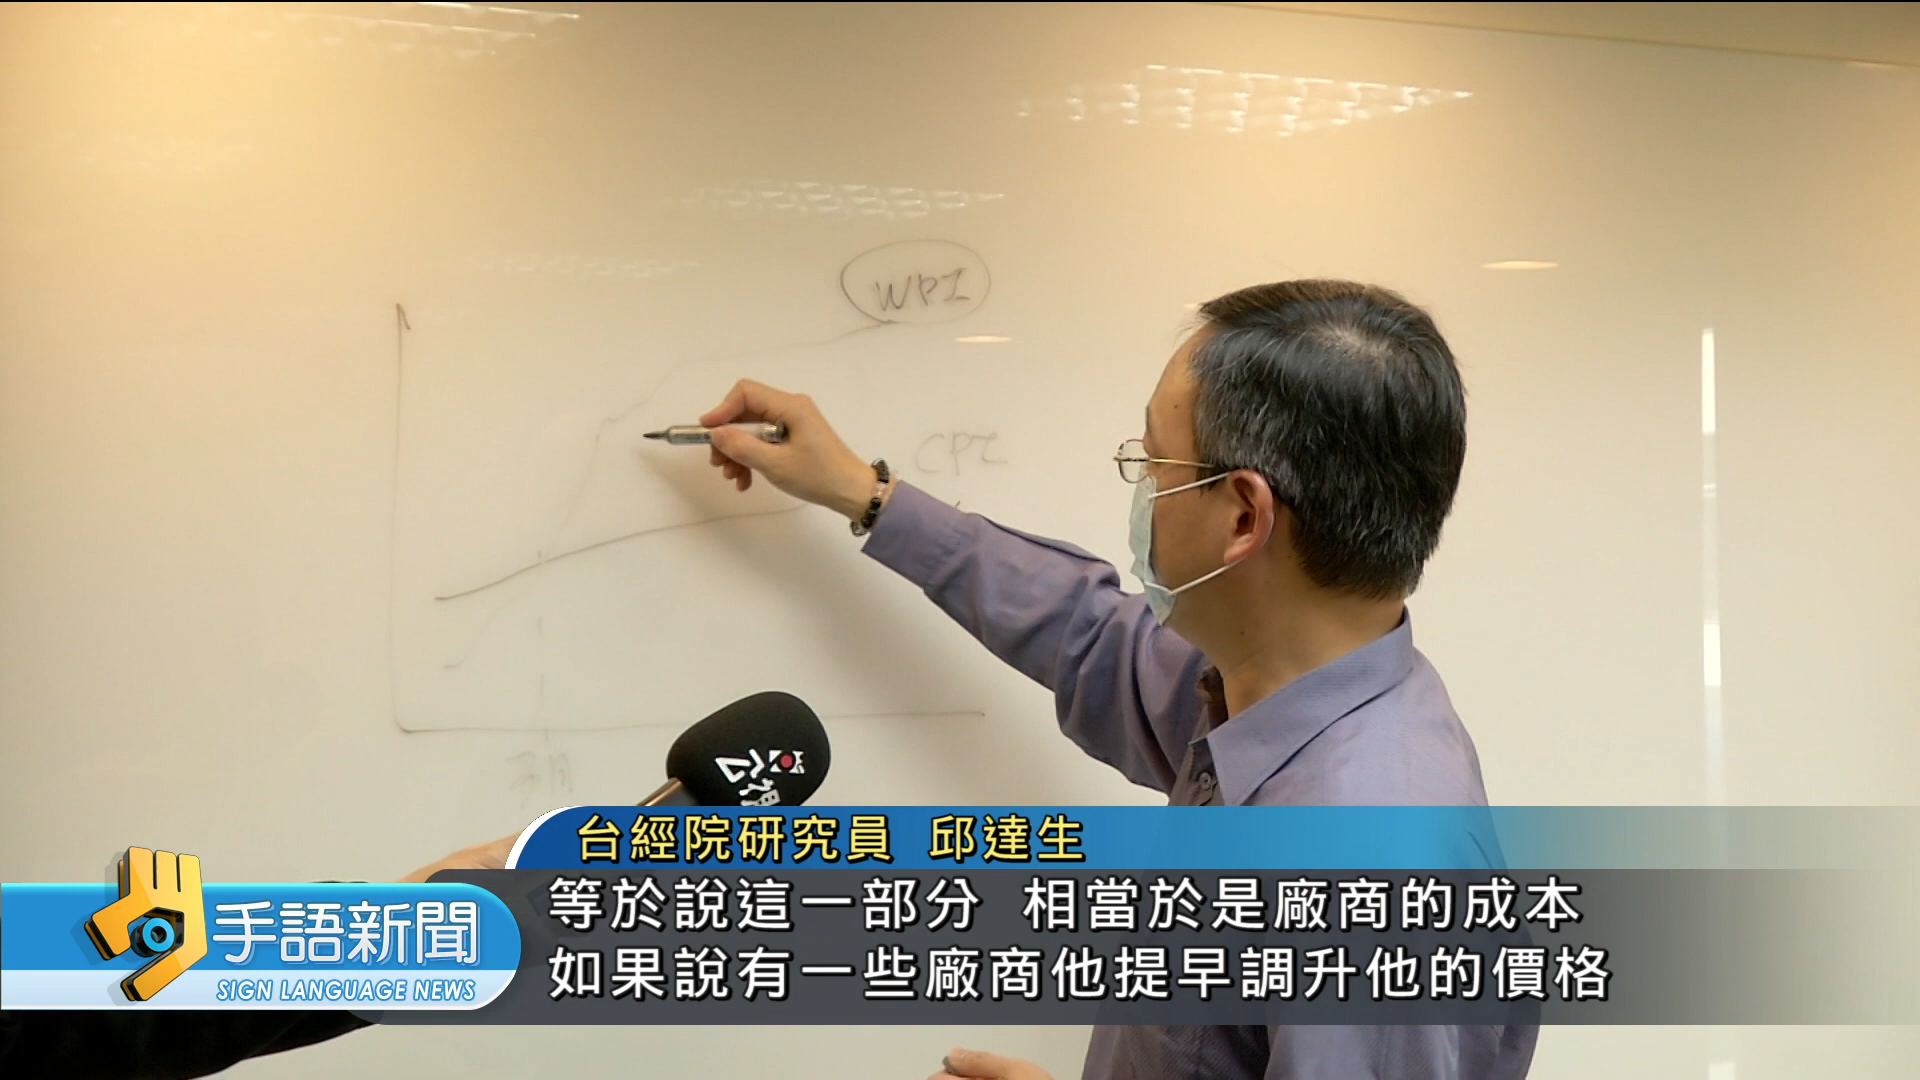 WPI
CPI
公視
台經院研究員 邱達生
等於說這一部分 相當於是廠商的成本
如果說有一些廠商他提早調升他的價格
手語新聞
SIGN LANGUAGE NEWS